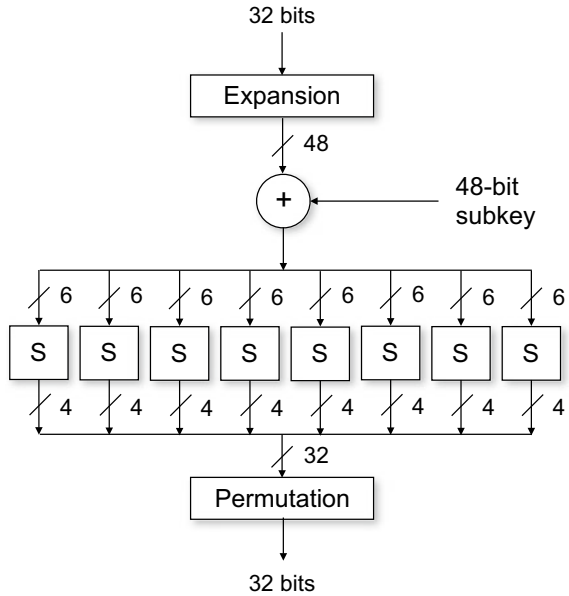 32 bits
Expansion
48
+
48-bit
subkey
6 6 6 6 6 6 6 6
S S S S S S S S
4 4 4 4 4 4 4 4
32
Permutation
32 bits